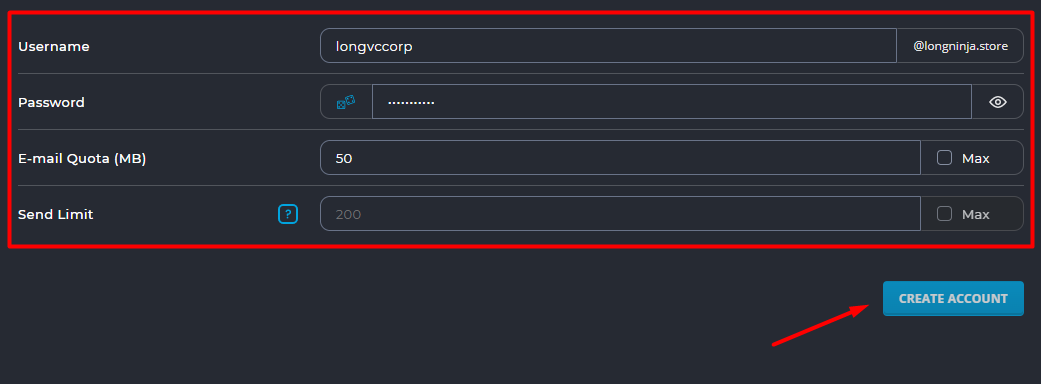 Username longvccorp @longninja.store
Password •••••••••••
E-mail Quota (MB) 50 Max
Send Limit ? 200 Max
CREATE ACCOUNT